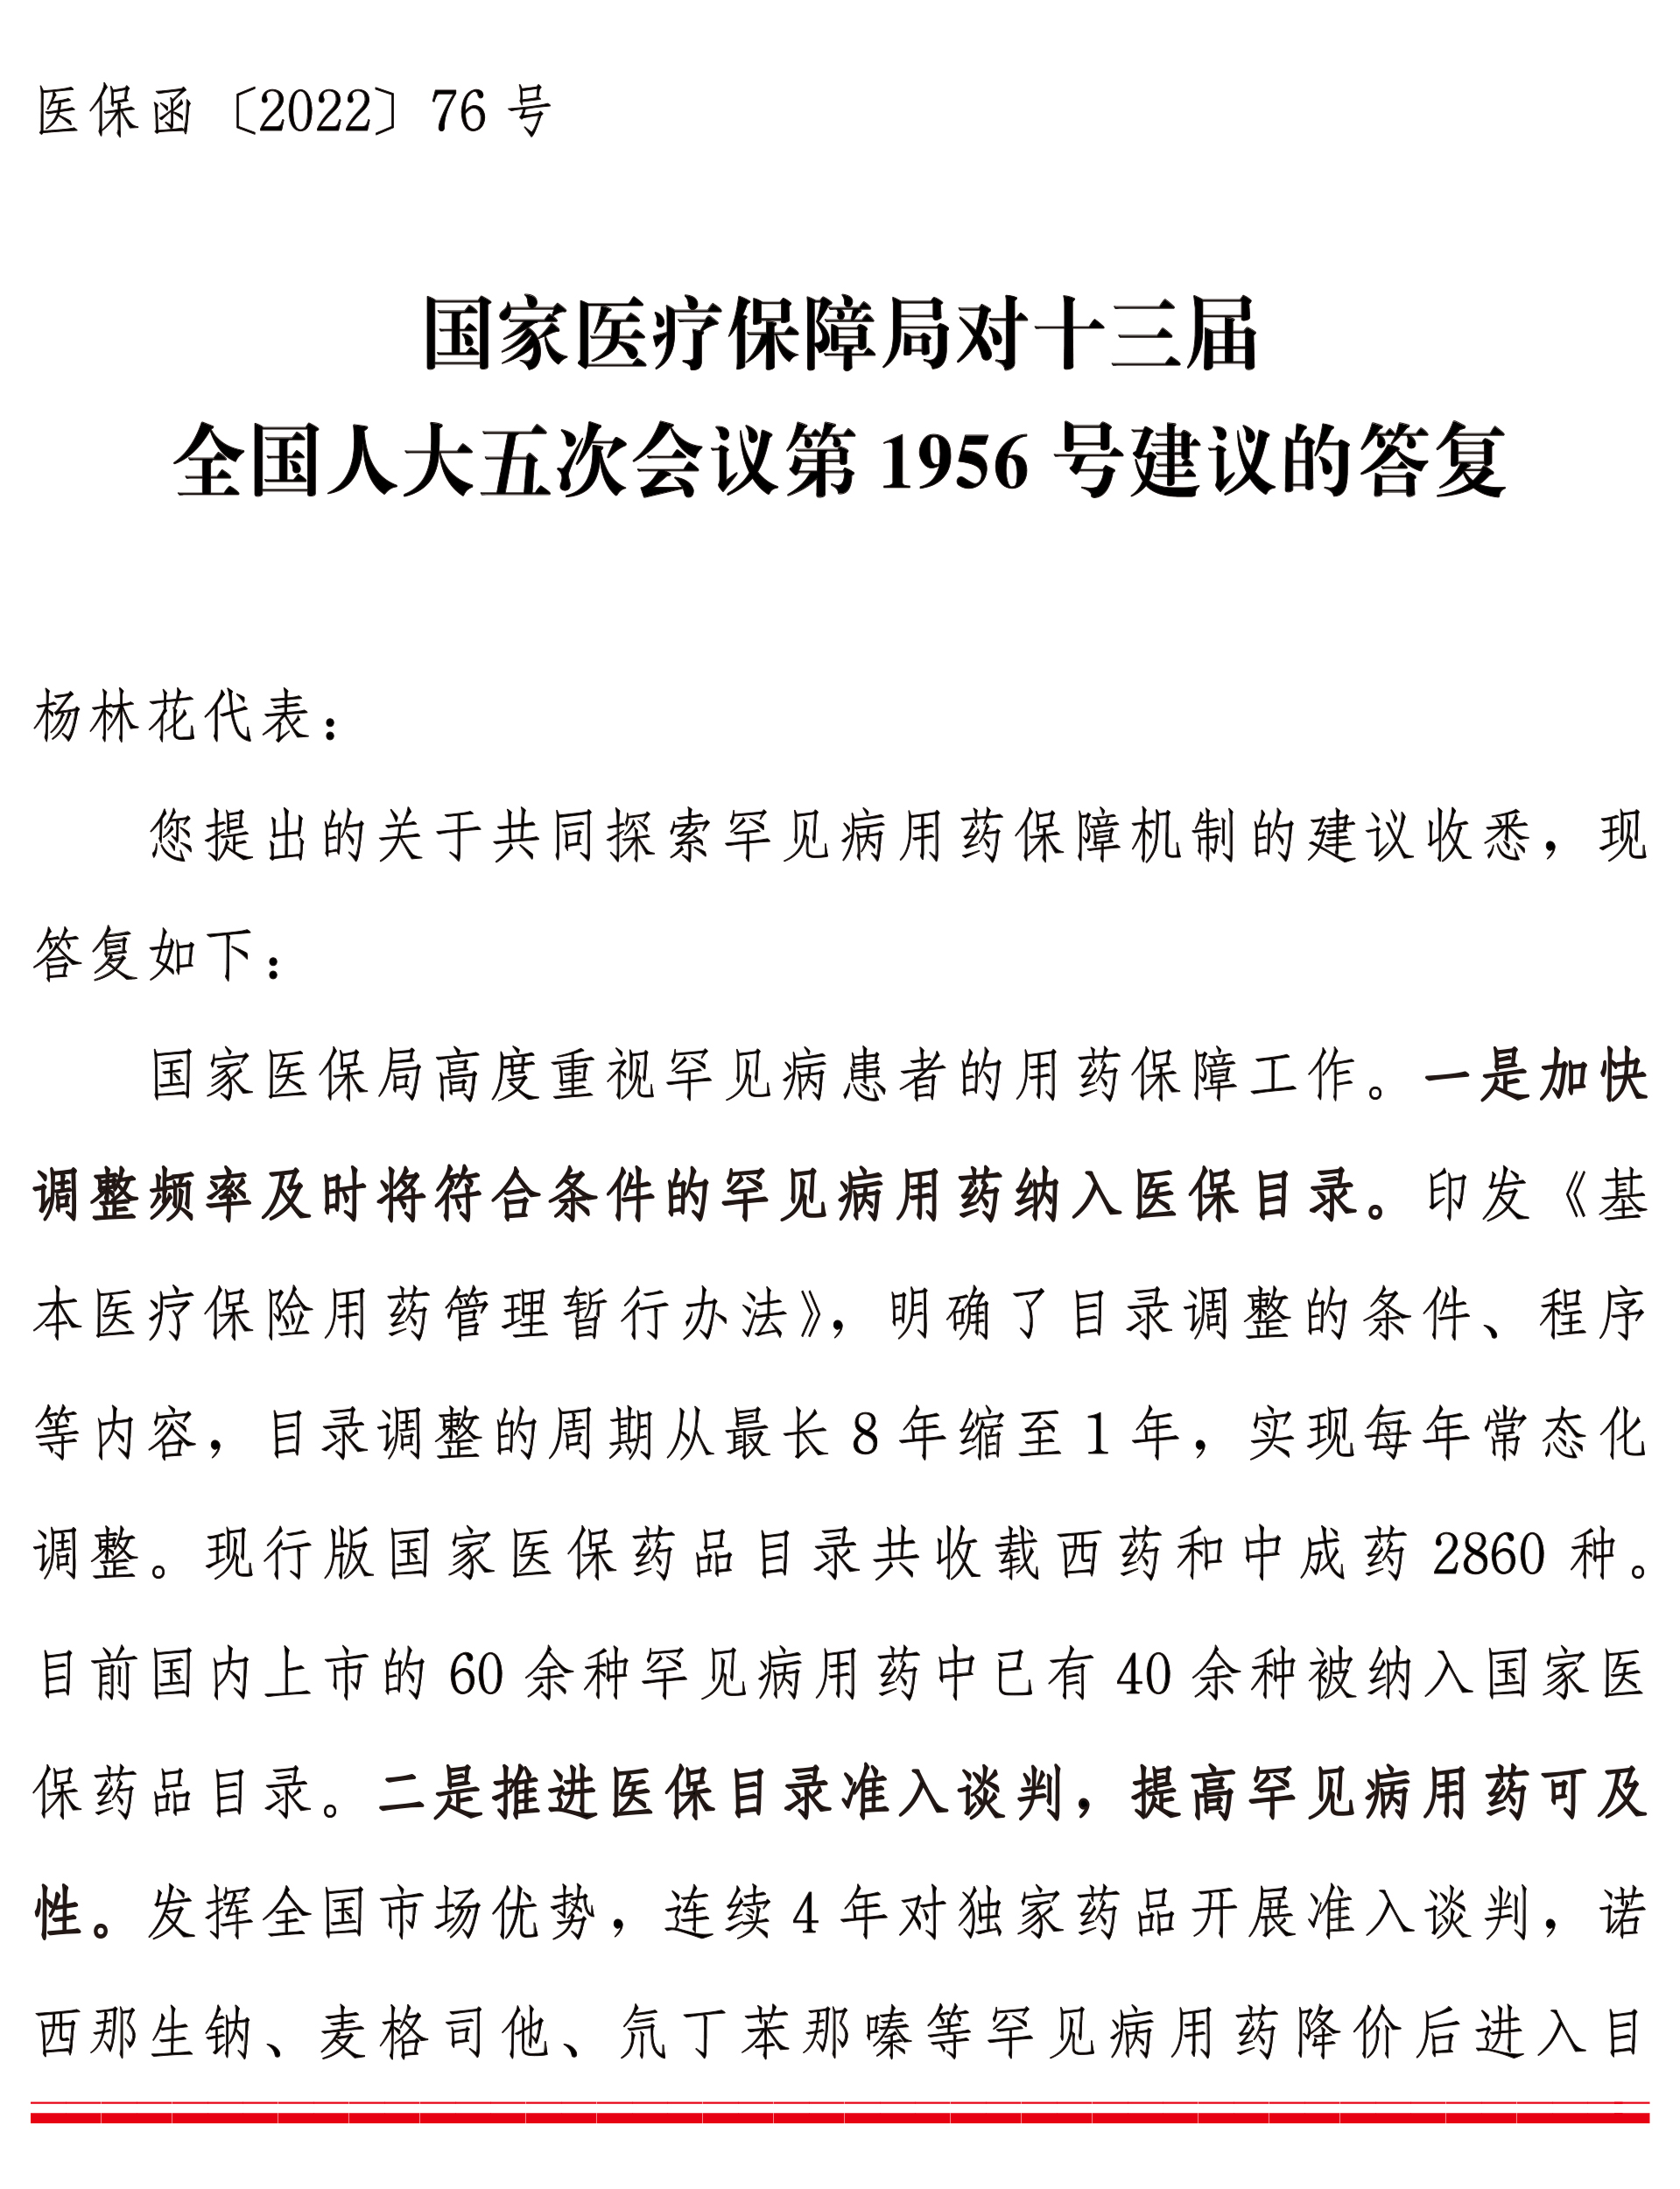 医保函〔2022〕76 号
国家医疗保障局对十三届
全国人大五次会议第 1956 号建议的答复
杨林花代表：
您提出的关于共同探索罕见病用药保障机制的建议收悉，现
答复如下：
国家医保局高度重视罕见病患者的用药保障工作。一是加快
调整频率及时将符合条件的罕见病用药纳入医保目录。印发《基
本医疗保险用药管理暂行办法》，明确了目录调整的条件、程序
等内容，目录调整的周期从最长 8 年缩至 1 年，实现每年常态化
调整。现行版国家医保药品目录共收载西药和中成药 2860 种。
目前国内上市的 60 余种罕见病用药中已有 40 余种被纳入国家医
保药品目录。二是推进医保目录准入谈判，提高罕见病用药可及
性。发挥全国市场优势，连续 4 年对独家药品开展准入谈判，诺
西那生钠、麦格司他、氘丁苯那嗪等罕见病用药降价后进入目